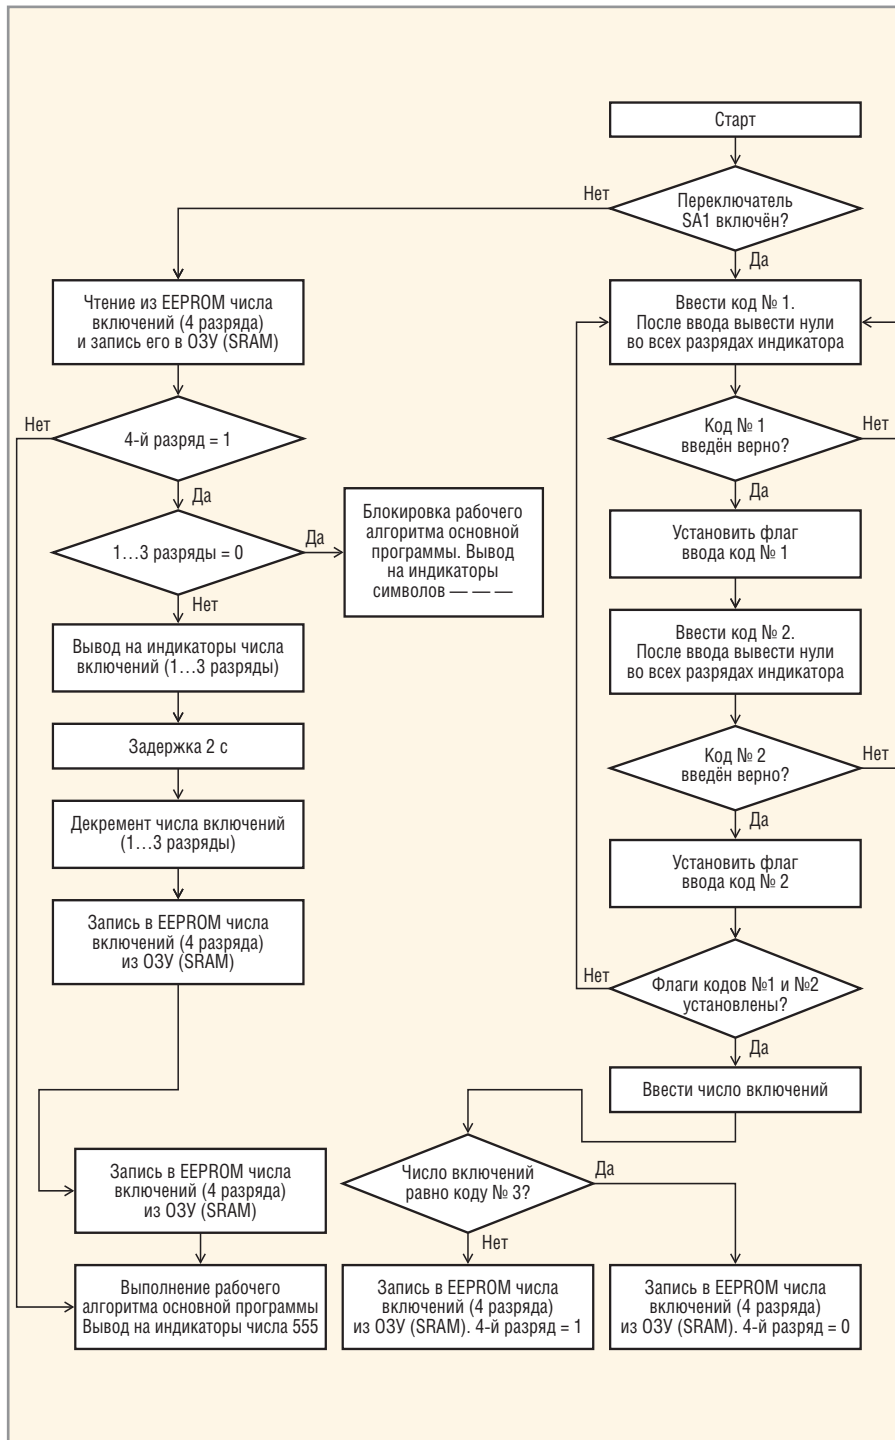 Старт
Переключатель
SA1 включён?
Нет
Да
Ввести код № 1.
После ввода вывести нули
во всех разрядах индикатора
Код № 1
введён верно?
Нет
Да
Установить флаг
ввода код № 1
Ввести код № 2.
После ввода вывести нули
во всех разрядах индикатора
Код № 2
введён верно?
Нет
Да
Установить флаг
ввода код № 2
Флаги кодов №1 и №2
установлены?
Нет
Да
Ввести число включений
Число включений
равно коду № 3?
Да
Нет
Запись в EEPROM числа
включений (4 разряда)
из ОЗУ (SRAM). 4-й разряд = 1
Запись в EEPROM числа
включений (4 разряда)
из ОЗУ (SRAM). 4-й разряд = 0
Чтение из EEPROM числа
включений (4 разряда)
и запись его в ОЗУ (SRAM)
4-й разряд = 1
Нет
Да
1...3 разряды = 0
Да
Нет
Блокировка рабочего
алгоритма основной
программы. Вывод
на индикаторы
символов — — —
Вывод на индикаторы числа
включений (1...3 разряды)
Задержка 2 с
Декремент числа включений
(1...3 разряды)
Запись в EEPROM числа
включений (4 разряда)
из ОЗУ (SRAM)
Запись в EEPROM числа
включений (4 разряда)
из ОЗУ (SRAM)
Выполнение рабочего
алгоритма основной программы
Вывод на индикаторы числа 555